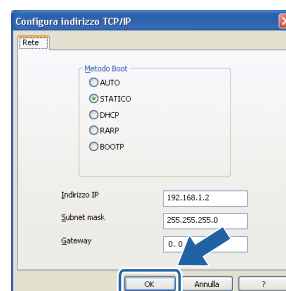 Configura indirizzo TCP/IP
Rete
Metodo Boot
AUTO
STATICO
DHCP
RARP
BOOTP
Indirizzo IP
192.168.1.2
Subnet mask
255.255.255.0
Gateway
0. 0
OK
Annulla
?